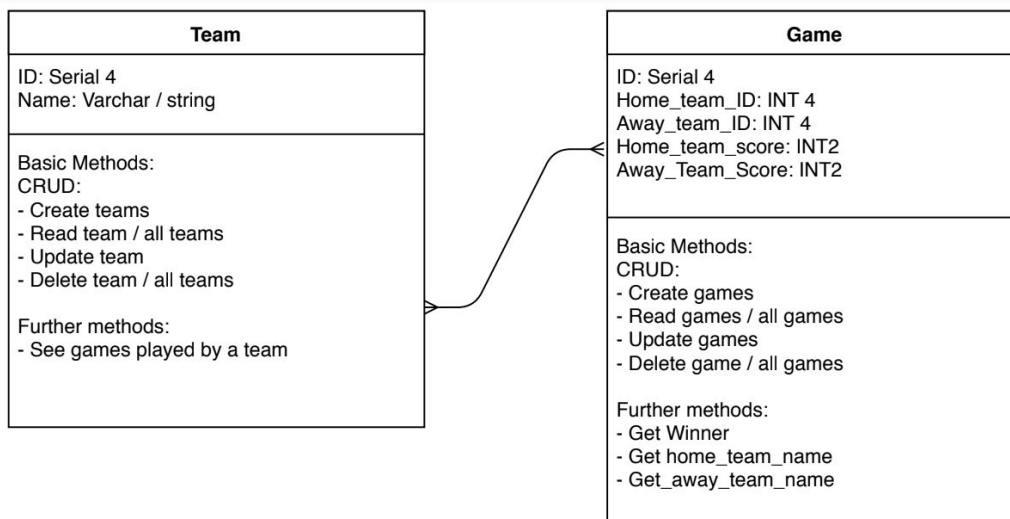 Team
ID: Serial 4
Name: Varchar / string
Basic Methods:
CRUD:
- Create teams
- Read team / all teams
- Update team
- Delete team / all teams
Further methods:
- See games played by a team
Game
ID: Serial 4
Home_team_ID: INT 4
Away_team_ID: INT 4
Home_team_score: INT2
Away_Team_Score: INT2
Basic Methods:
CRUD:
- Create games
- Read games / all games
- Update games
- Delete game / all games
Further methods:
- Get Winner
- Get home_team_name
- Get_away_team_name